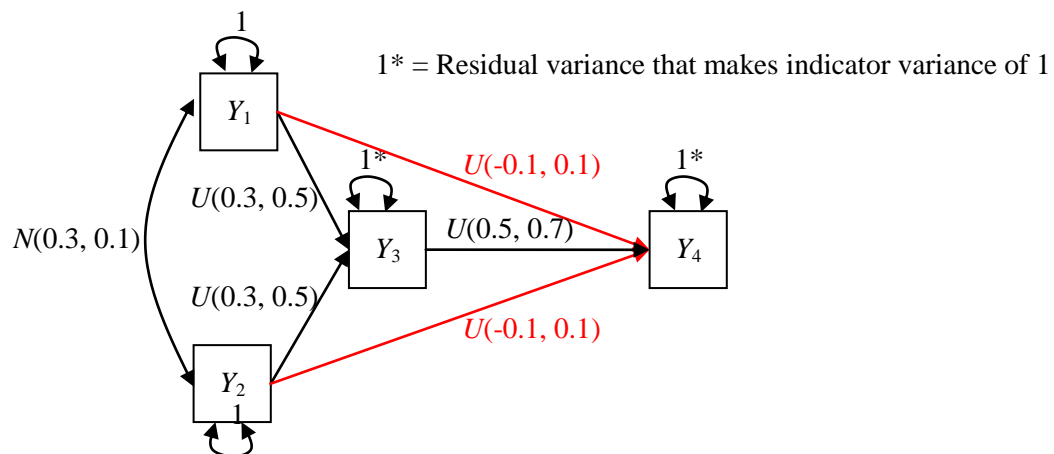 1
1* = Residual variance that makes indicator variance of 1
Y1
1*
1*
U(-0.1, 0.1)
U(0.3, 0.5)
N(0.3, 0.1)
Y3
U(0.5, 0.7)
Y4
U(0.3, 0.5)
U(-0.1, 0.1)
Y2
1